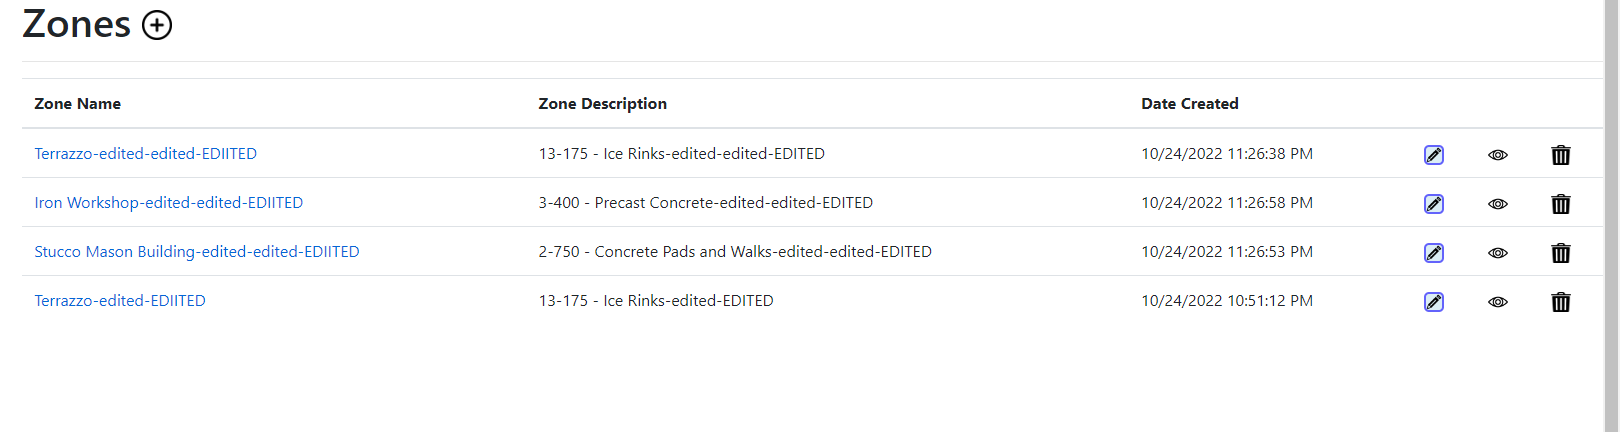 Zones
Zone Name Zone Description Date Created
Terrazzo-edited-edited-EDIITED 13-175 - Ice Rinks-edited-edited-EDITED 10/24/2022 11:26:38 PM
Iron Workshop-edited-edited-EDIITED 3-400 - Precast Concrete-edited-edited-EDITED 10/24/2022 11:26:58 PM
Stucco Mason Building-edited-edited-EDIITED 2-750 - Concrete Pads and Walks-edited-edited-EDITED 10/24/2022 11:26:53 PM
Terrazzo-edited-EDIITED 13-175 - Ice Rinks-edited-EDITED 10/24/2022 10:51:12 PM